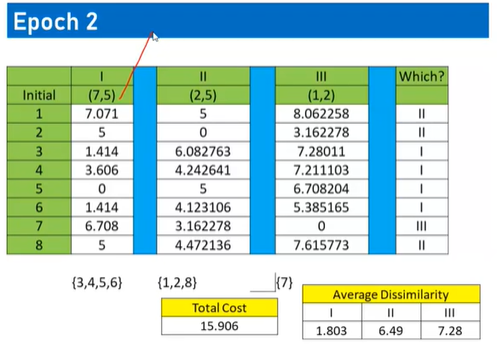 Epoch 2
I II III Which?
Initial (7,5) (2,5) (1,2)
1 7.071 5 8.062258 II
2 5 0 3.162278 II
3 1.414 6.082763 7.28011 I
4 3.606 4.242641 7.211103 I
5 0 5 6.708204 I
6 1.414 4.123106 5.385165 I
7 6.708 3.162278 0 III
8 5 4.472136 7.615773 II
{3,4,5,6} {1,2,8} {7}
Total Cost
15.906
Average Dissimilarity
I II III
1.803 6.49 7.28